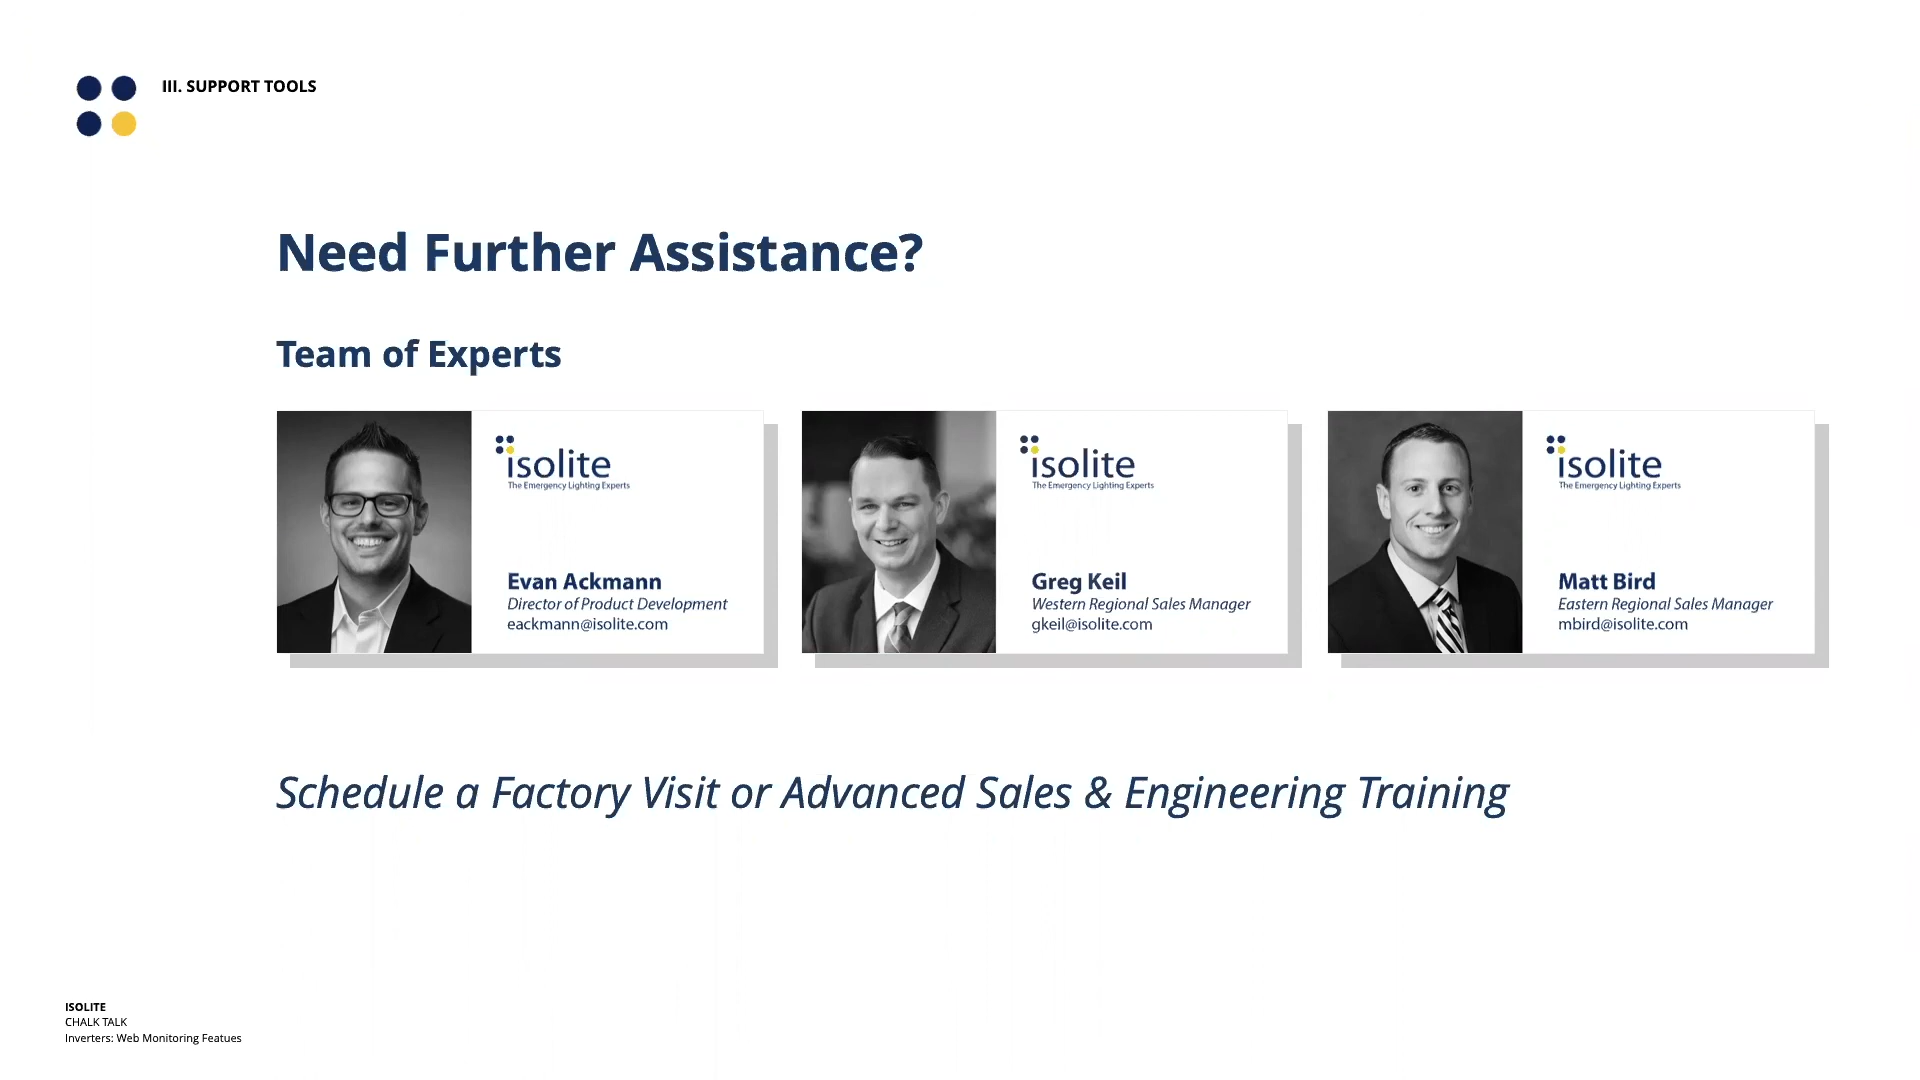 III. SUPPORT TOOLS
Need Further Assistance?
Team of Experts
isolite
The Emergency Lighting Experts
Evan Ackmann
Director of Product Development
eackmann@isolite.com
isolite
The Emergency Lighting Experts
Greg Keil
Western Regional Sales Manager
gkeil@isolite.com
isolite
The Emergency Lighting Experts
Matt Bird
Eastern Regional Sales Manager
mbird@isolite.com
Schedule a Factory Visit or Advanced Sales & Engineering Training
ISOLITE
CHALK TALK
Inverters: Web Monitoring Featues